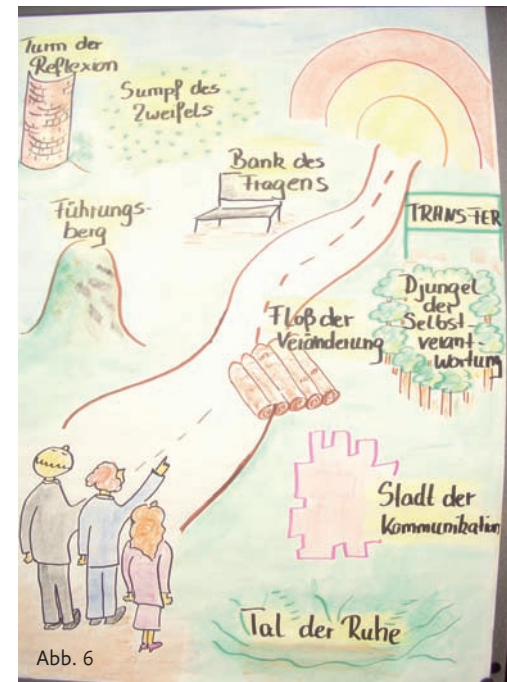 Turm der
Reflexion
Sumpf des
Zweifels
Bank des
Fragens
Führungs-
berg
TRANSFER
Djungel
der
Selbst-
verant-
wortung
Floß der
Veränderung
Stadt der
Kommunikation
Tal der Ruhe
Abb. 6